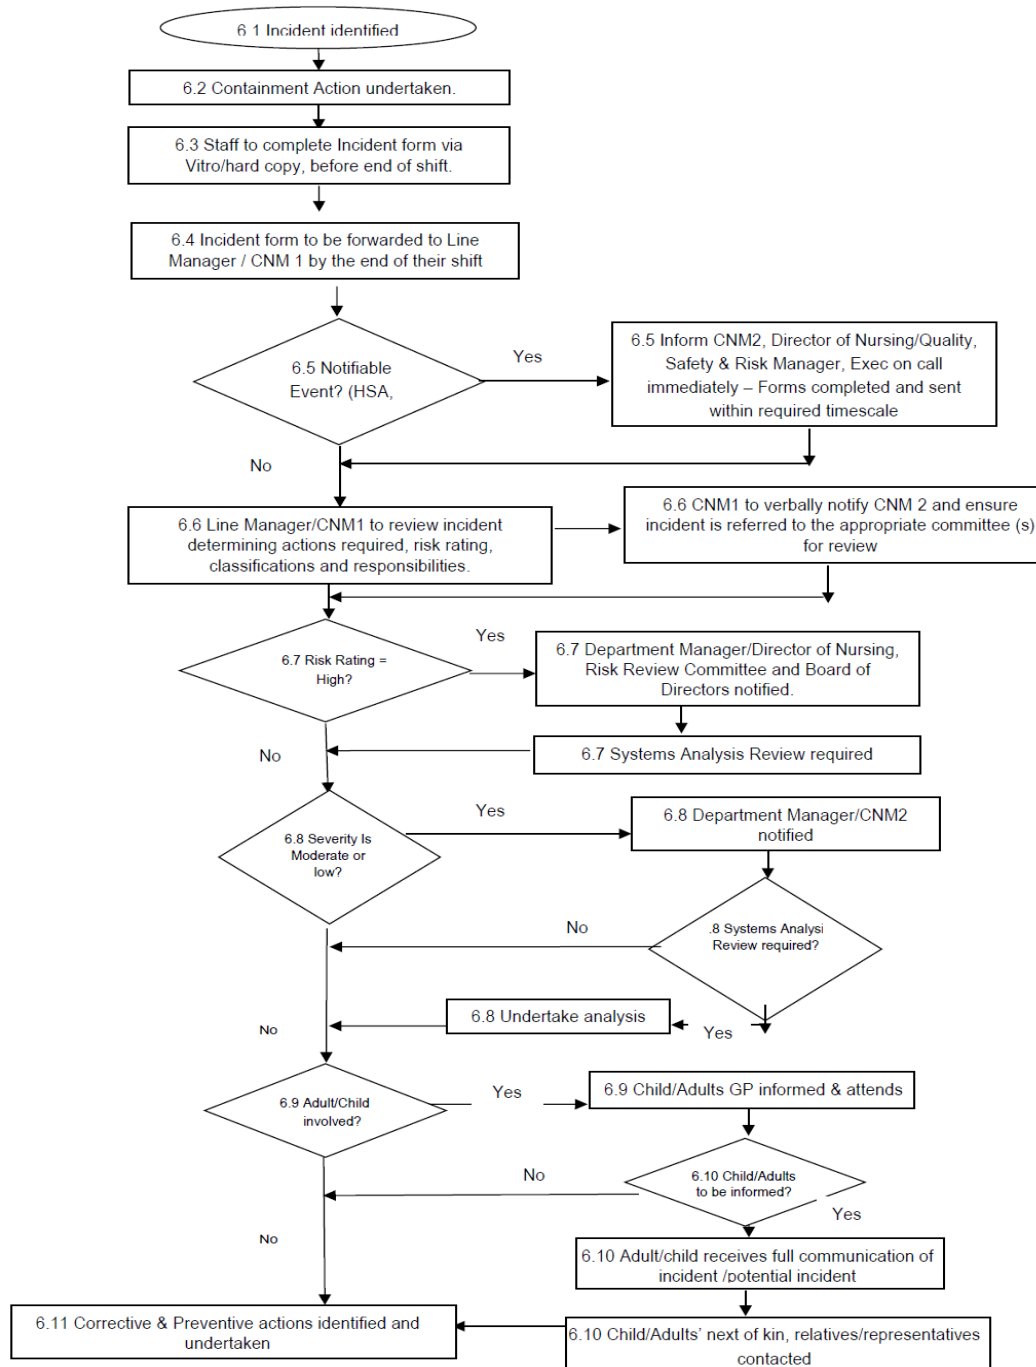 6.1 Incident identified
6.2 Containment Action undertaken.
6.3 Staff to complete Incident form via
Vitro/hard copy, before end of shift.
6.4 Incident form to be forwarded to Line
Manager / CNM 1 by the end of their shift
6.5 Notifiable
Event? (HSA,
Yes
6.5 Inform CNM2, Director of Nursing/Quality,
Safety & Risk Manager, Exec on call
immediately – Forms completed and sent
within required timescale
No
6.6 Line Manager/CNM1 to review incident
determining actions required, risk rating,
classifications and responsibilities.
6.6 CNM1 to verbally notify CNM 2 and ensure
incident is referred to the appropriate committee (s)
for review
6.7 Risk Rating =
High?
Yes
6.7 Department Manager/Director of Nursing,
Risk Review Committee and Board of
Directors notified.
No
6.7 Systems Analysis Review required
6.8 Severity Is
Moderate or
low?
Yes
6.8 Department Manager/CNM2
notified
.8 Systems Analysi
Review required?
No
6.8 Undertake analysis
Yes
No
6.9 Adult/Child
involved?
Yes
6.9 Child/Adults GP informed & attends
6.10 Child/Adults
to be informed?
No
Yes
No
6.10 Adult/child receives full communication of
incident /potential incident
6.11 Corrective & Preventive actions identified and
undertaken
6.10 Child/Adults' next of kin, relatives/representatives
contacted